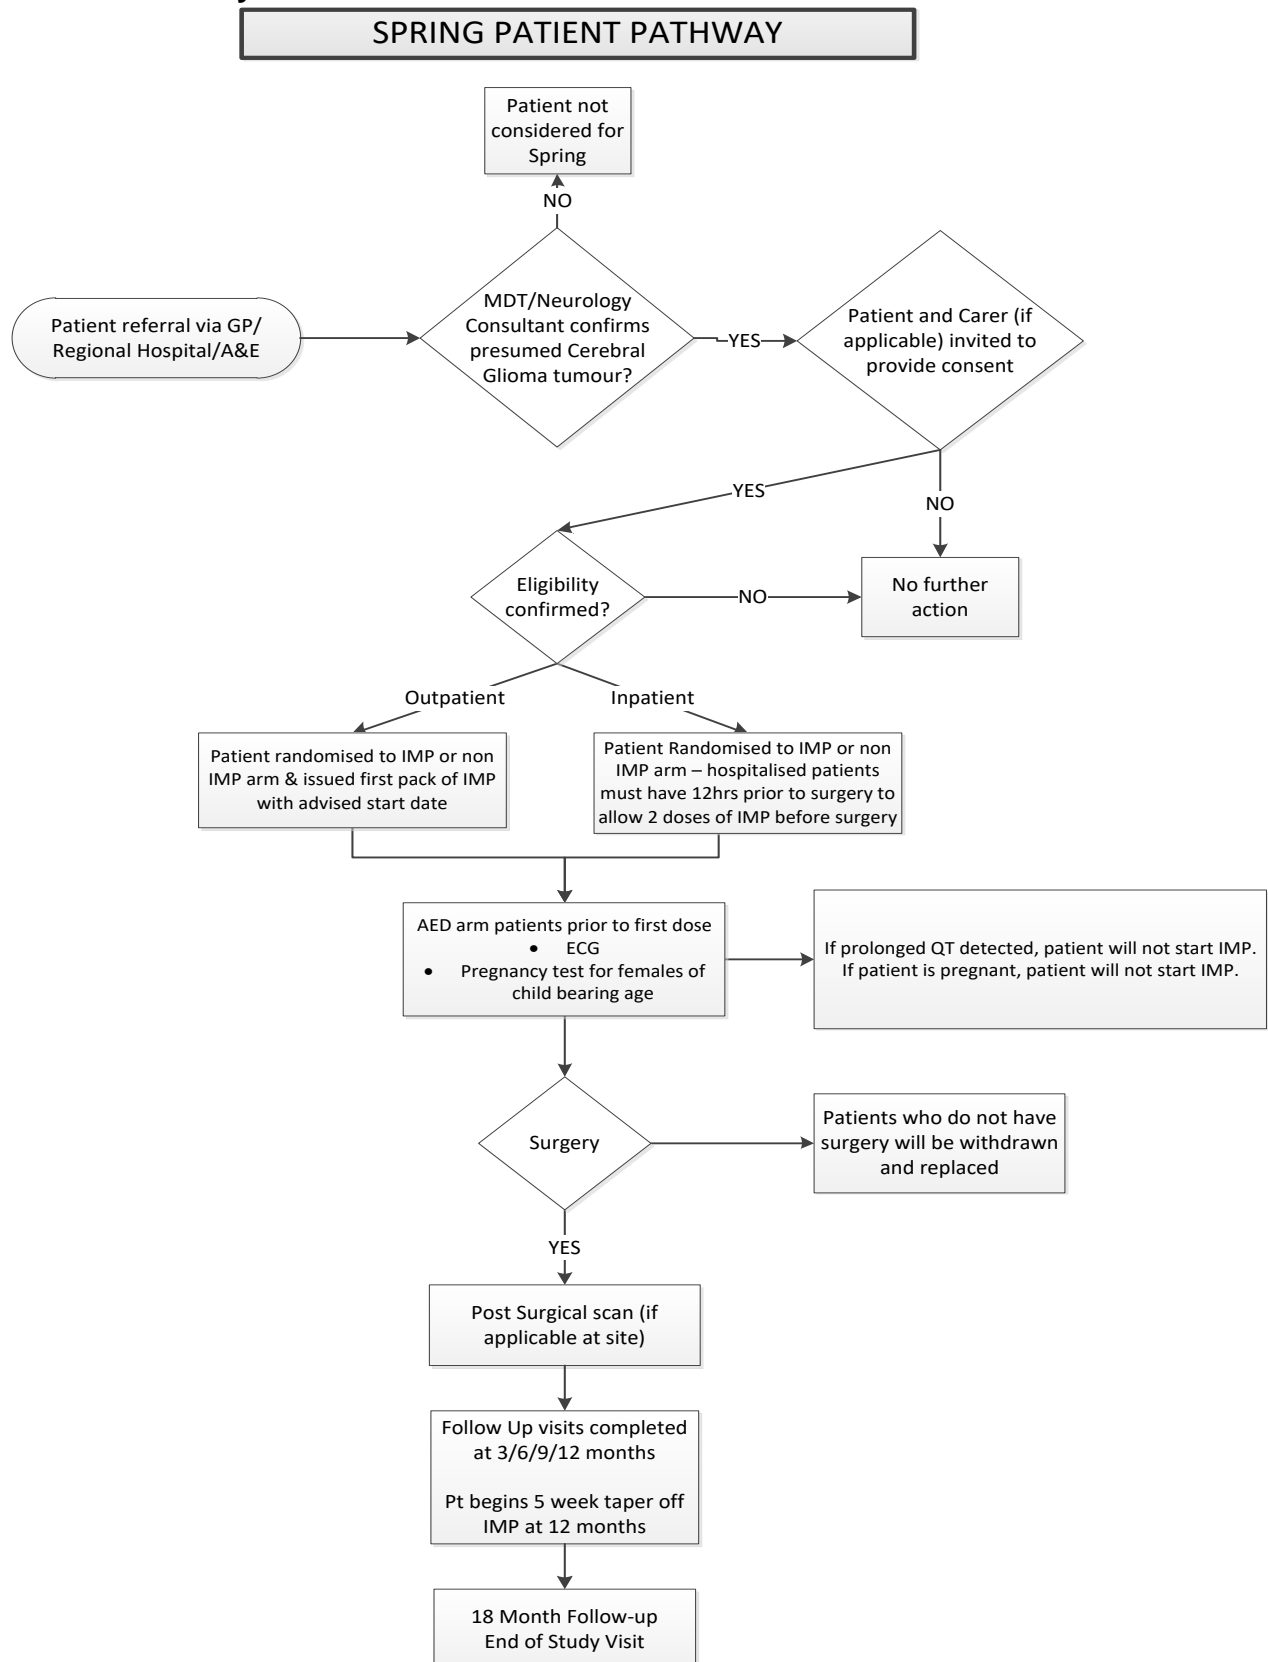 SPRING PATIENT PATHWAY
Patient not
considered for
Spring
NO
Patient referral via GP/
Regional Hospital/A&E
MDT/Neurology
Consultant confirms
presumed Cerebral
Glioma tumour?
YES
Patient and Carer (if
applicable) invited to
provide consent
YES
NO
Eligibility
confirmed?
NO
No further
action
Outpatient
Inpatient
Patient randomised to IMP or non
IMP arm & issued first pack of IMP
with advised start date
Patient Randomised to IMP or non
IMP arm – hospitalised patients
must have 12hrs prior to surgery to
allow 2 doses of IMP before surgery
AED arm patients prior to first dose
• ECG
• Pregnancy test for females of
child bearing age
If prolonged QT detected, patient will not start IMP.
If patient is pregnant, patient will not start IMP.
Surgery
Patients who do not have
surgery will be withdrawn
and replaced
YES
Post Surgical scan (if
applicable at site)
Follow Up visits completed
at 3/6/9/12 months
Pt begins 5 week taper off
IMP at 12 months
18 Month Follow-up
End of Study Visit